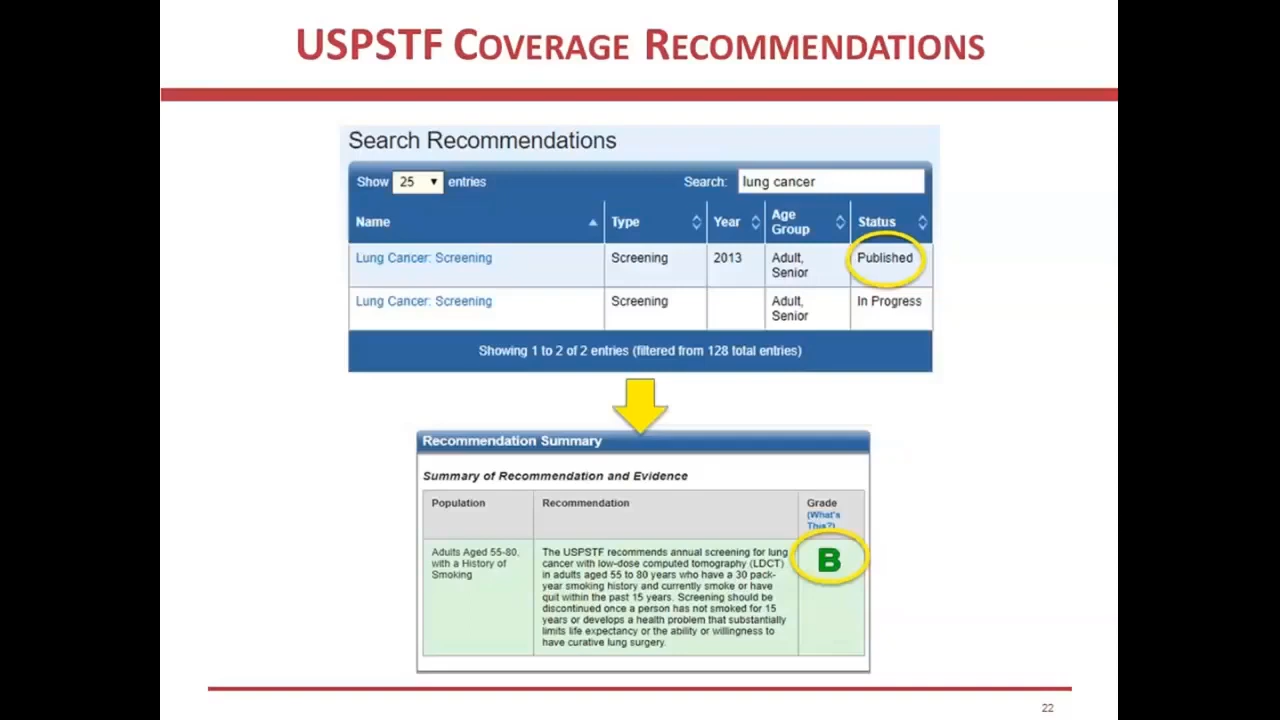 USPSTF COVERAGE RECOMMENDATIONS
Search Recommendations
Show 25 entries Search: lung cancer
Name Type Year Age Group Status
Lung Cancer: Screening Screening 2013 Adult, Senior Published
Lung Cancer: Screening Screening Adult, Senior In Progress
Showing 1 to 2 of 2 entries (filtered from 128 total entries)
Recommendation Summary
Summary of Recommendation and Evidence
Population Recommendation Grade
(What's
This?)
Adults Aged 55-80,
with a History of
Smoking
The USPSTF recommends annual screening for lung
cancer with low-dose computed tomography (LDCT)
in adults aged 55 to 80 years who have a 30 pack-
year smoking history and currently smoke or have
quit within the past 15 years. Screening should be
discontinued once a person has not smoked for 15
years or develops a health problem that substantially
limits life expectancy or the ability or willingness to
have curative lung surgery.
B
22